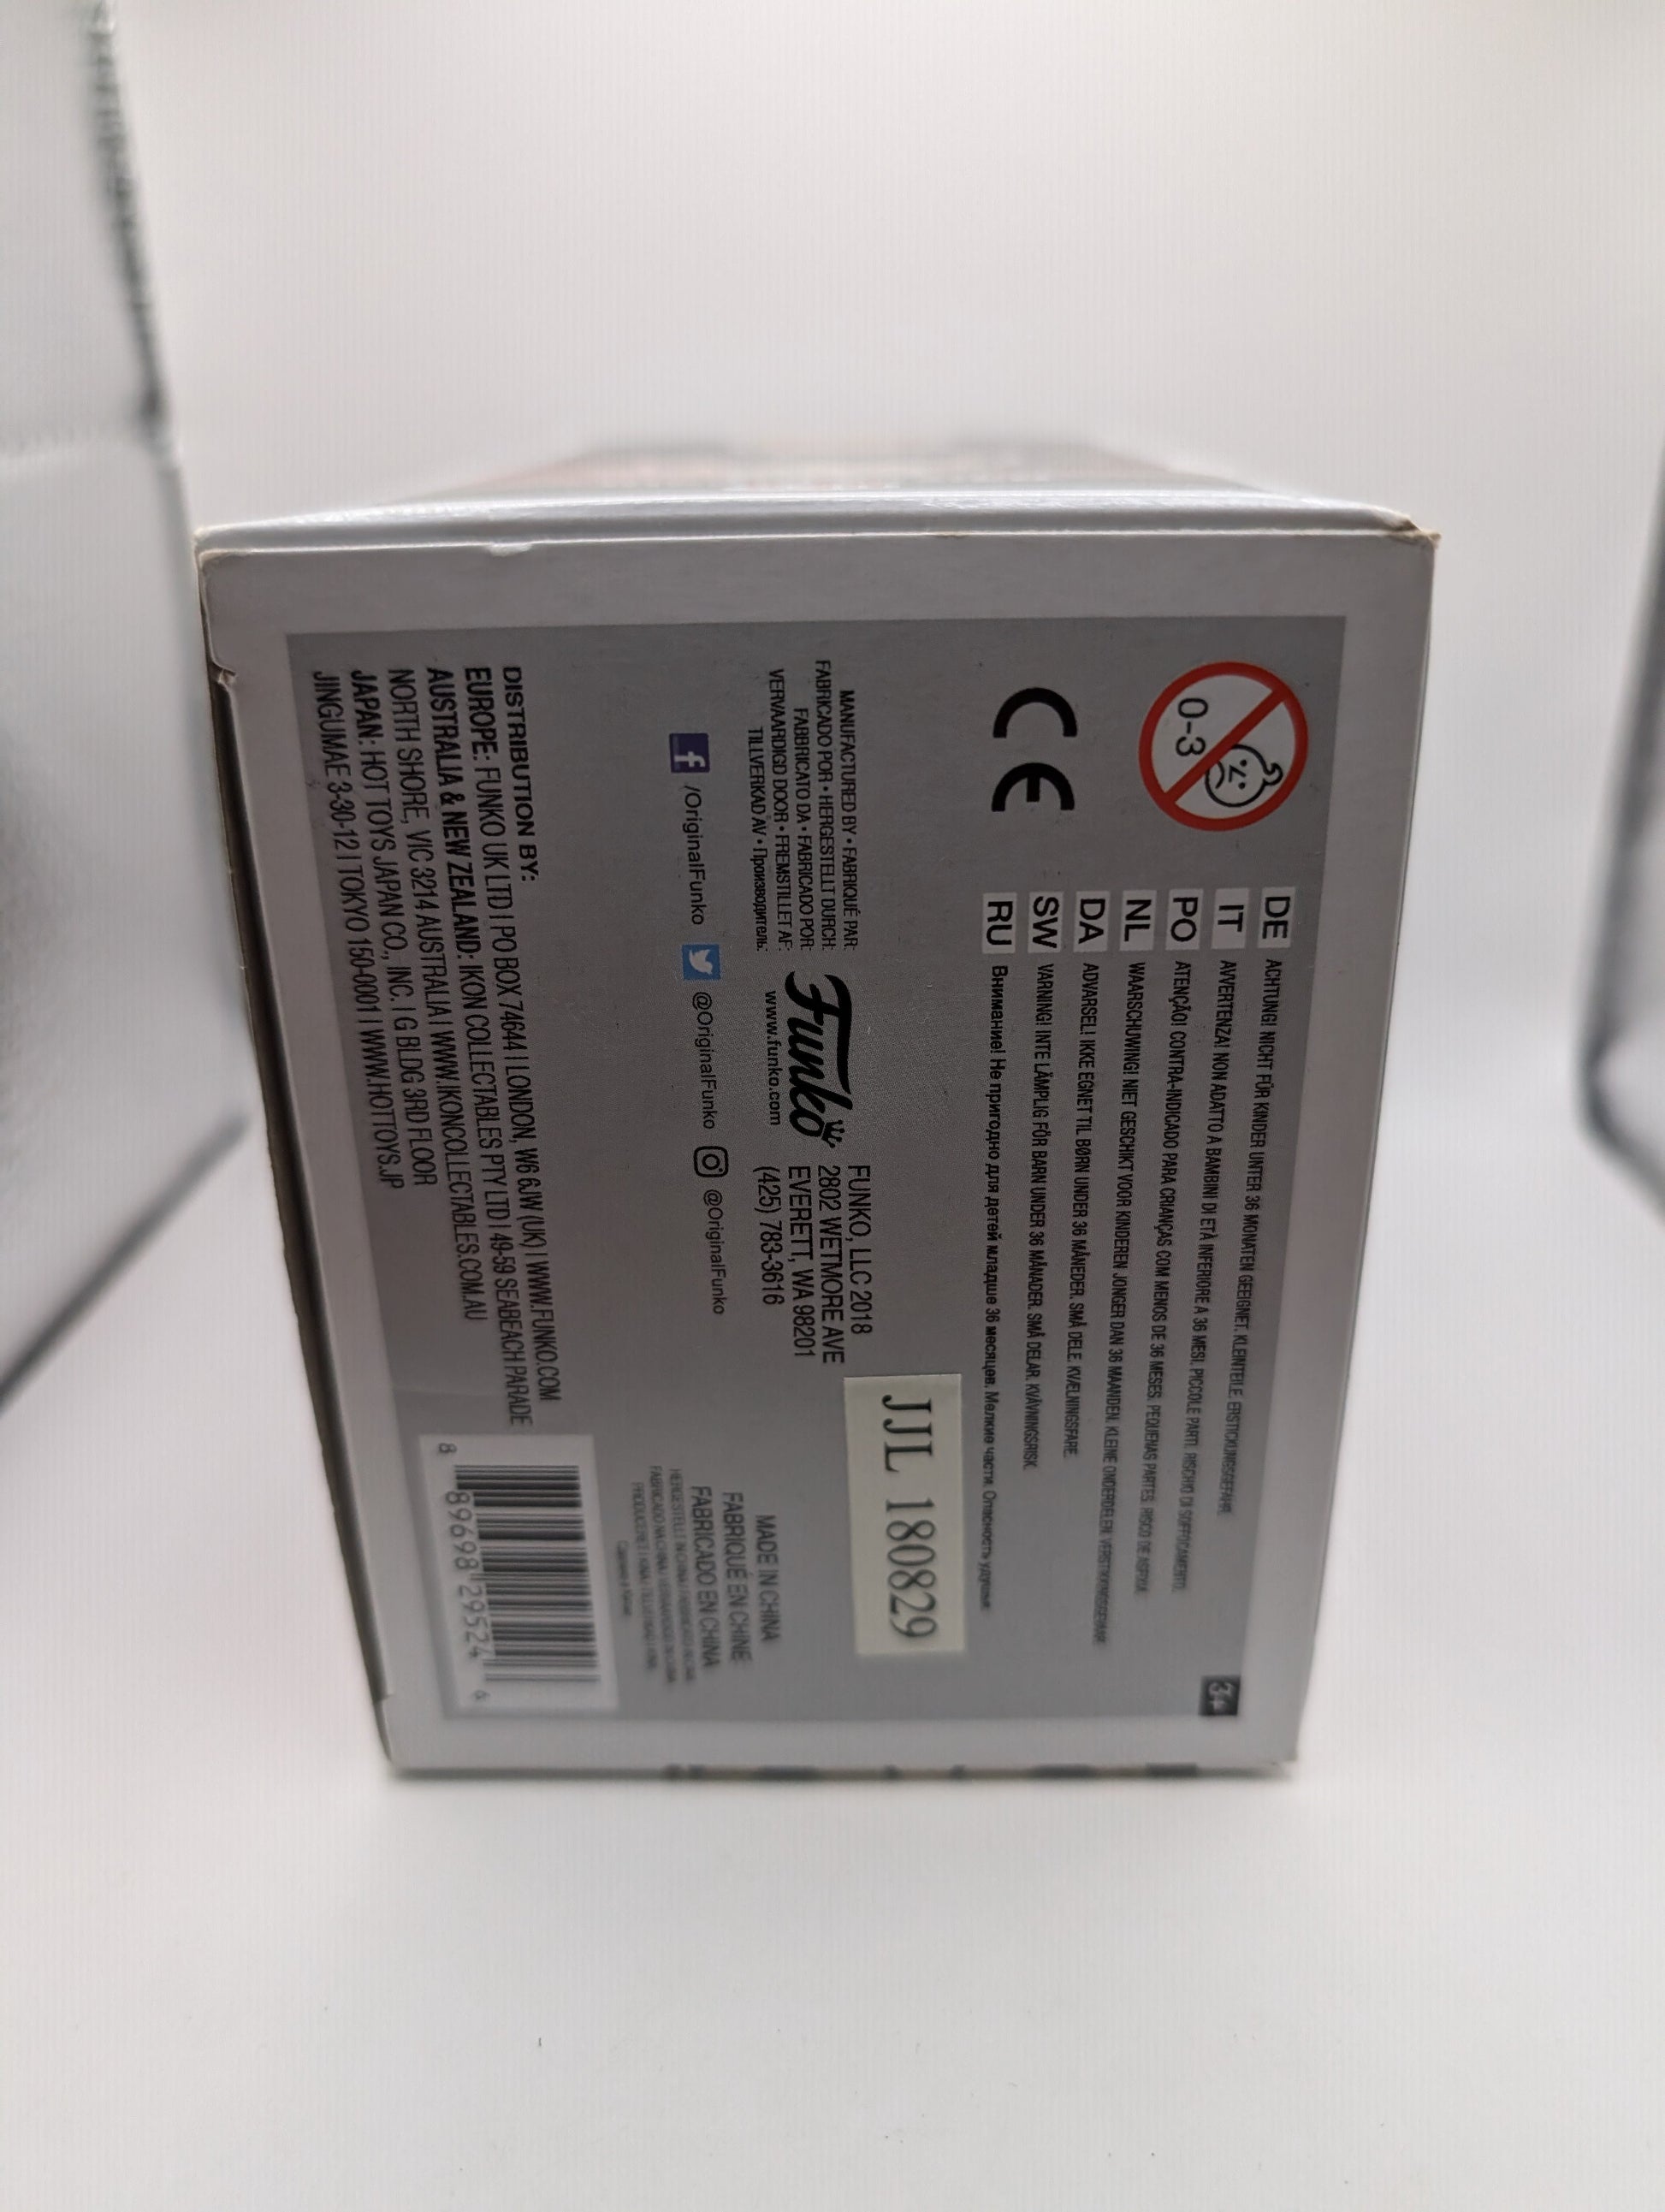 0-3
CE
DE ACHTUNG! NICHT FÜR KINDER UNTER 36 MONATEN GEEIGNET. KLEINTEILE. ERSTICKUNGSGEFAHR.
IT AVVERTENZA! NON ADATTO A BAMBINI DI ETÀ INFERIORE A 36 MESI. PICCOLE PARTI. RISCHIO DI SOFFOCAMENTO.
PO ATENÇÃO! CONTRA-INDICADO PARA CRIANÇAS COM MENOS DE 36 MESES. PEQUENAS PARTES. RISCO DE ASFIXIA.
NL WAARSCHUWING! NIET GESCHIKT VOOR KINDEREN JONGER DAN 36 MAANDEN. KLEINE ONDERDELEN. VERSTIKKINGSGEVAAR.
DA ADVARSEL! IKKE EGNET TIL BØRN UNDER 36 MÅNEDER. SMÅ DELE. KVÆLNINGSFARE.
SW VARNING! INTE LÄMPLIG FÖR BARN UNDER 36 MÅNADER. SMÅ DELAR. KVÄVNINGSRISK.
RU Внимание! Не пригодно для детей младше 36 месяцев. Мелкие части. Опасность удушья.
3+
JJL 180829
MANUFACTURED BY • FABRIQUÉ PAR:
FABRICADO POR • HERGESTELLT DURCH:
FABBRICATO DA • FABRICADO POR:
VERVAARDIGD DOOR • FREMSTILLET AF:
TILLVERKAD AV • Производитель:
Funko
www.funko.com
FUNKO, LLC 2018
2802 WETMORE AVE
EVERETT, WA 98201
(425) 783-3616
/OriginalFunko @OriginalFunko @OriginalFunko
MADE IN CHINA
FABRIQUÉ EN CHINE
FABRICADO EN CHINA
DISTRIBUTION BY:
EUROPE: FUNKO UK LTD | PO BOX 74644 | LONDON, W6 6JW (UK) | WWW.FUNKO.COM
AUSTRALIA & NEW ZEALAND: IKON COLLECTABLES PTY LTD | 49-59 SEABEACH PARADE
NORTH SHORE, VIC 3214 AUSTRALIA | WWW.IKONCOLLECTABLES.COM.AU
JAPAN: HOT TOYS JAPAN CO., INC. | G BLDG 3RD FLOOR
JINGUMAE 3-30-12 | TOKYO 150-0001 | WWW.HOTTOYS.JP
8 89698 29524 6